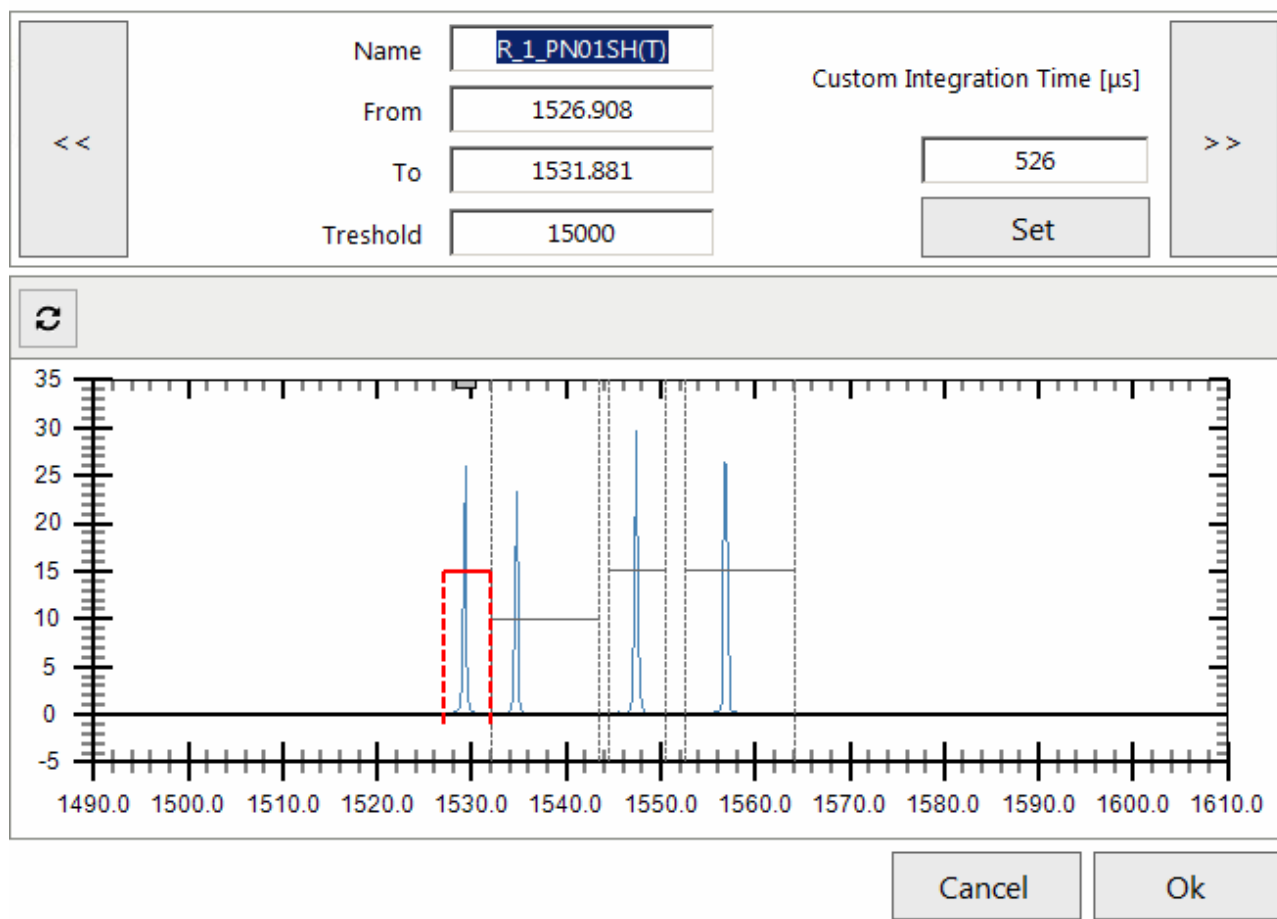 <<
Name R_1_PN01SH(T)
From 1526.908
To 1531.881
Treshold 15000
Custom Integration Time [µs]
526
Set
>>
35
30
25
20
15
10
5
0
-5
1490.0 1500.0 1510.0 1520.0 1530.0 1540.0 1550.0 1560.0 1570.0 1580.0 1590.0 1600.0 1610.0
Cancel Ok